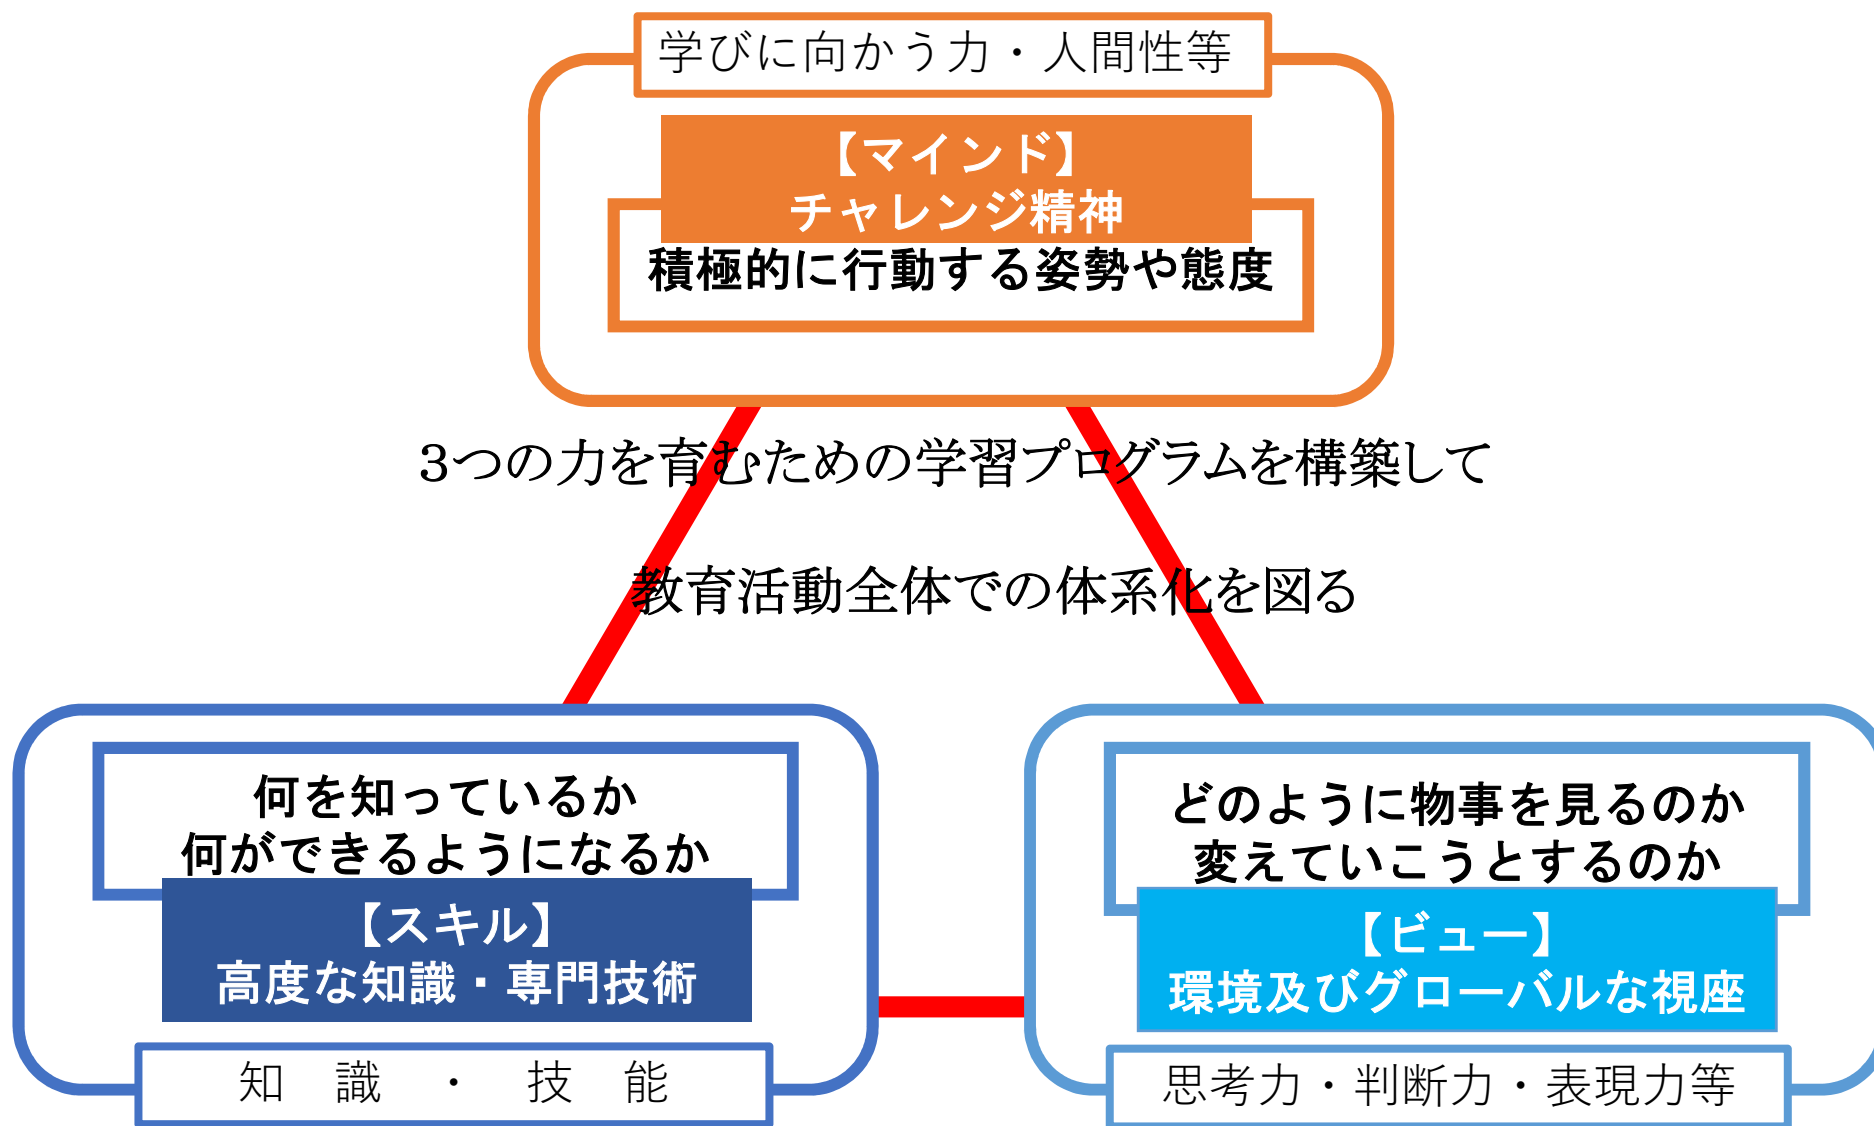 学びに向かう力・人間性等
【マインド】
チャレンジ精神
積極的に行動する姿勢や態度
3つの力を育むための学習プログラムを構築して
教育活動全体での体系化を図る
何を知っているか
何ができるようになるか
【スキル】
高度な知識・専門技術
知　識　・　技　能
どのように物事を見るのか
変えていこうとするのか
【ビュー】
環境及びグローバルな視座
思考力・判断力・表現力等